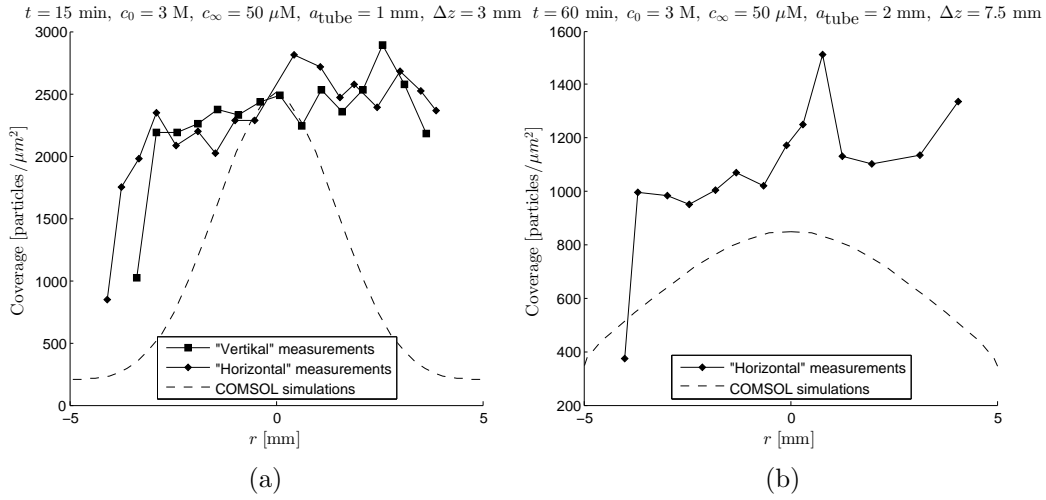 t = 15 min, c₀ = 3 M, c∞ = 50 μM, a_tube = 1 mm, Δz = 3 mm
3000
2500
2000
1500
1000
500
0
Coverage [particles/μm²]
"Vertikal" measurements
"Horizontal" measurements
COMSOL simulations
−5
0
5
r [mm]
(a)
t = 60 min, c₀ = 3 M, c∞ = 50 μM, a_tube = 2 mm, Δz = 7.5 mm
1600
1400
1200
1000
800
600
400
200
Coverage [particles/μm²]
"Horizontal" measurements
COMSOL simulations
−5
0
5
r [mm]
(b)